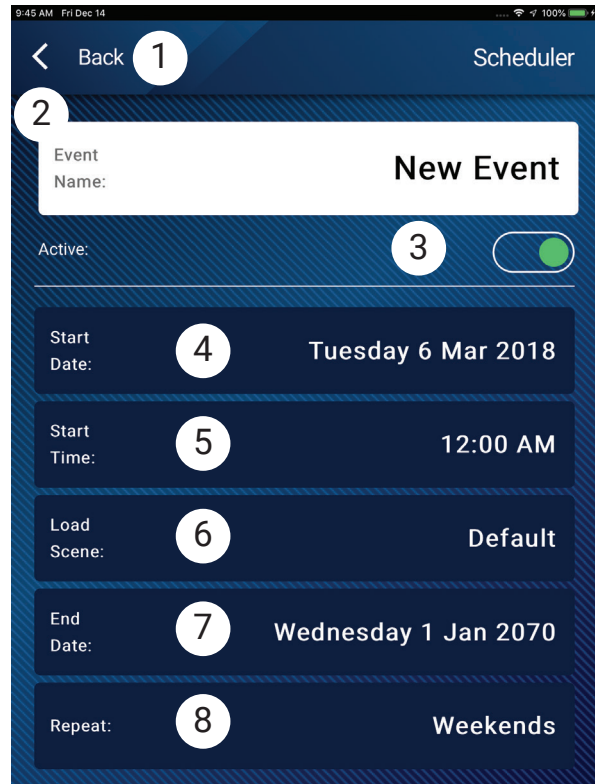 9:45 AM Fri Dec 14 .... 100%
Back 1 Scheduler
2
Event
Name:
New Event
Active: 3
Start
Date:
4 Tuesday 6 Mar 2018
Start
Time:
5 12:00 AM
Load
Scene:
6 Default
End
Date:
7 Wednesday 1 Jan 2070
Repeat: 8 Weekends